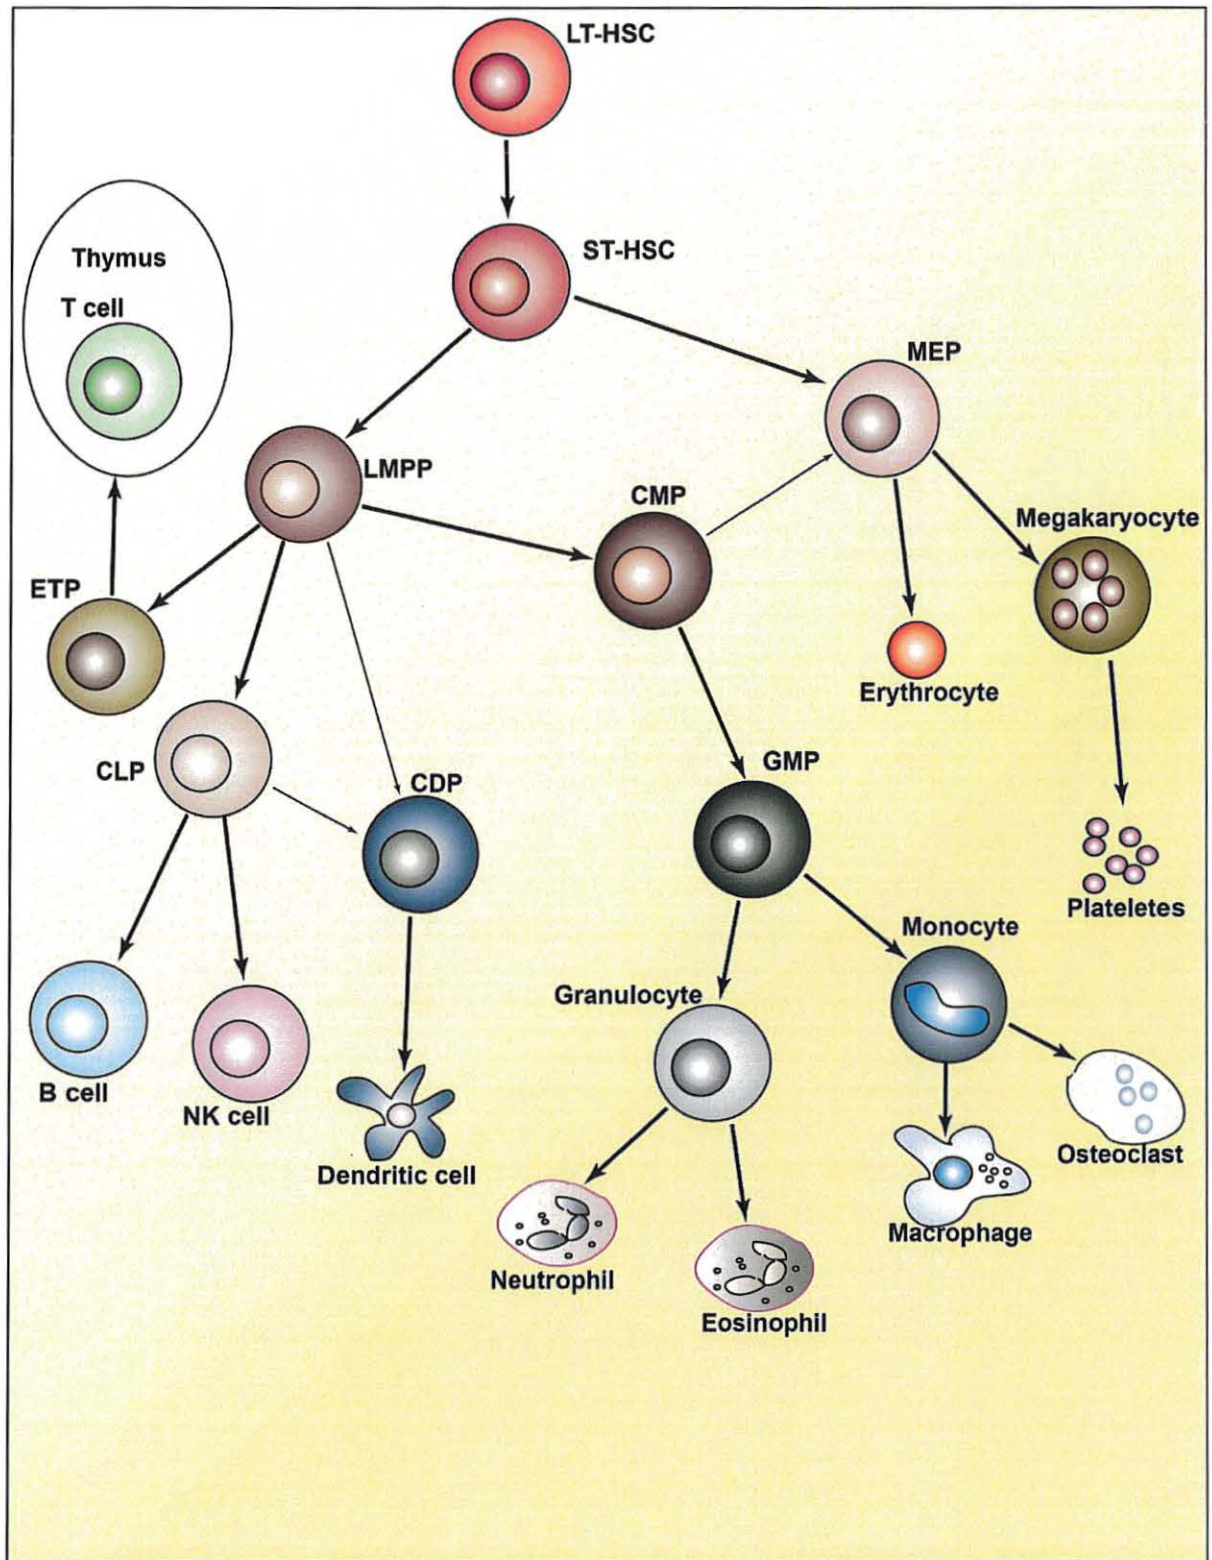 LT-HSC
ST-HSC
Thymus
T cell
MEP
LMPP
CMP
Megakaryocyte
ETP
Erythrocyte
CLP
CDP
GMP
Plateletes
Monocyte
Granulocyte
B cell
NK cell
Dendritic cell
Osteoclast
Macrophage
Neutrophil
Eosinophil